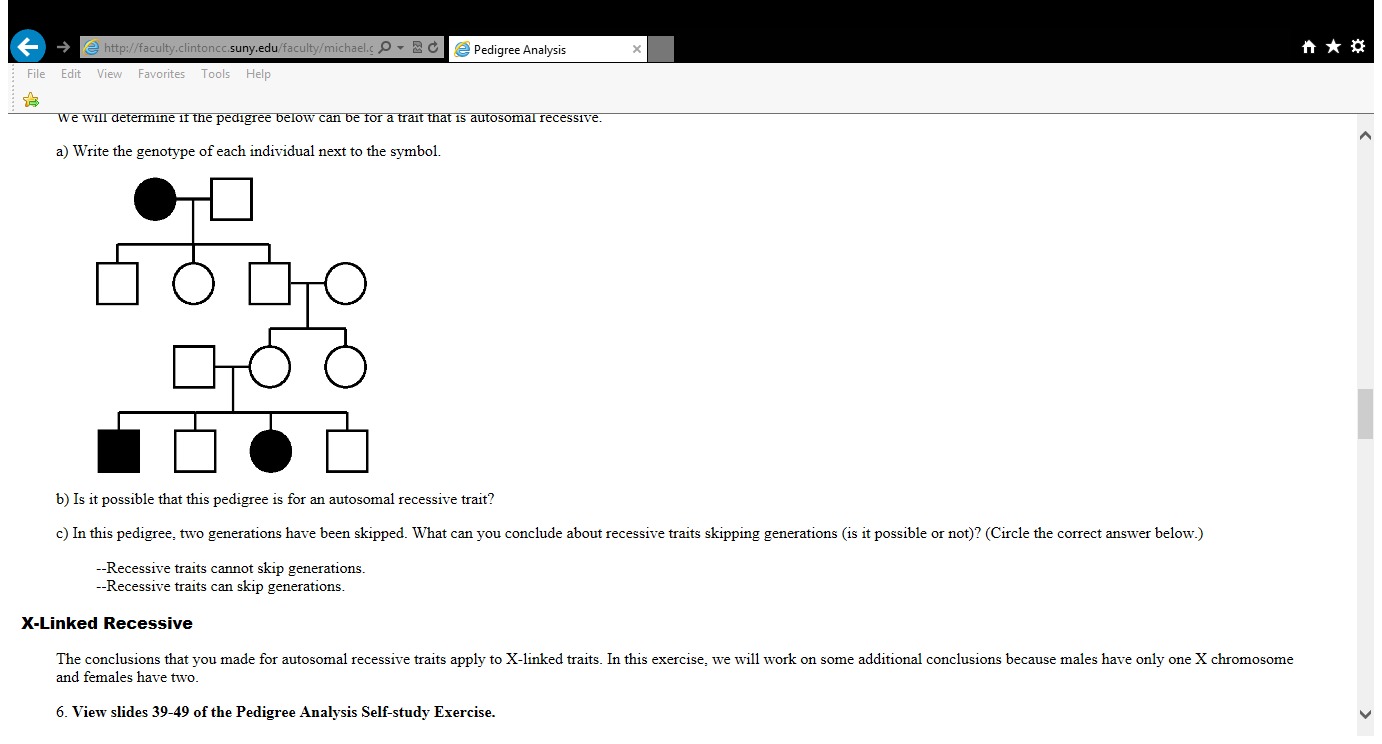 http://faculty.clintoncc.suny.edu/faculty/michael.g
Pedigree Analysis
File Edit View Favorites Tools Help
We will determine if the pedigree below can be for a trait that is autosomal recessive.
a) Write the genotype of each individual next to the symbol.
b) Is it possible that this pedigree is for an autosomal recessive trait?
c) In this pedigree, two generations have been skipped. What can you conclude about recessive traits skipping generations (is it possible or not)? (Circle the correct answer below.)
--Recessive traits cannot skip generations.
--Recessive traits can skip generations.
X-Linked Recessive
The conclusions that you made for autosomal recessive traits apply to X-linked traits. In this exercise, we will work on some additional conclusions because males have only one X chromosome
and females have two.
6. View slides 39-49 of the Pedigree Analysis Self-study Exercise.